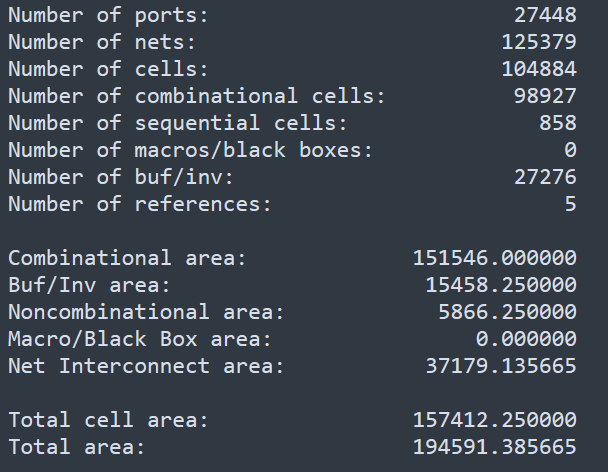 Number of ports: 27448
Number of nets: 125379
Number of cells: 104884
Number of combinational cells: 98927
Number of sequential cells: 858
Number of macros/black boxes: 0
Number of buf/inv: 27276
Number of references: 5
Combinational area: 151546.000000
Buf/Inv area: 15458.250000
Noncombinational area: 5866.250000
Macro/Black Box area: 0.000000
Net Interconnect area: 37179.135665
Total cell area: 157412.250000
Total area: 194591.385665